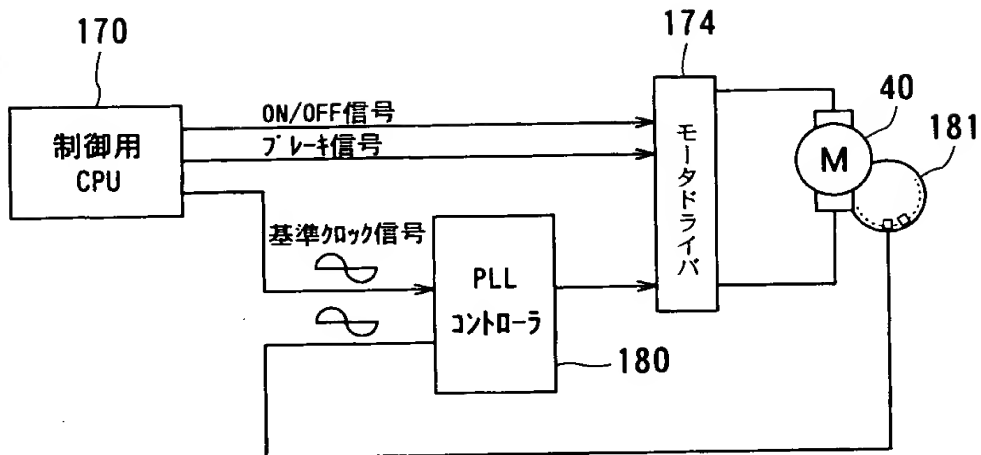 170
制御用
CPU
ON/OFF信号
ブレーキ信号
基準クロック信号
PLL
コントローラ
180
174
モータドライバ
40
M
181